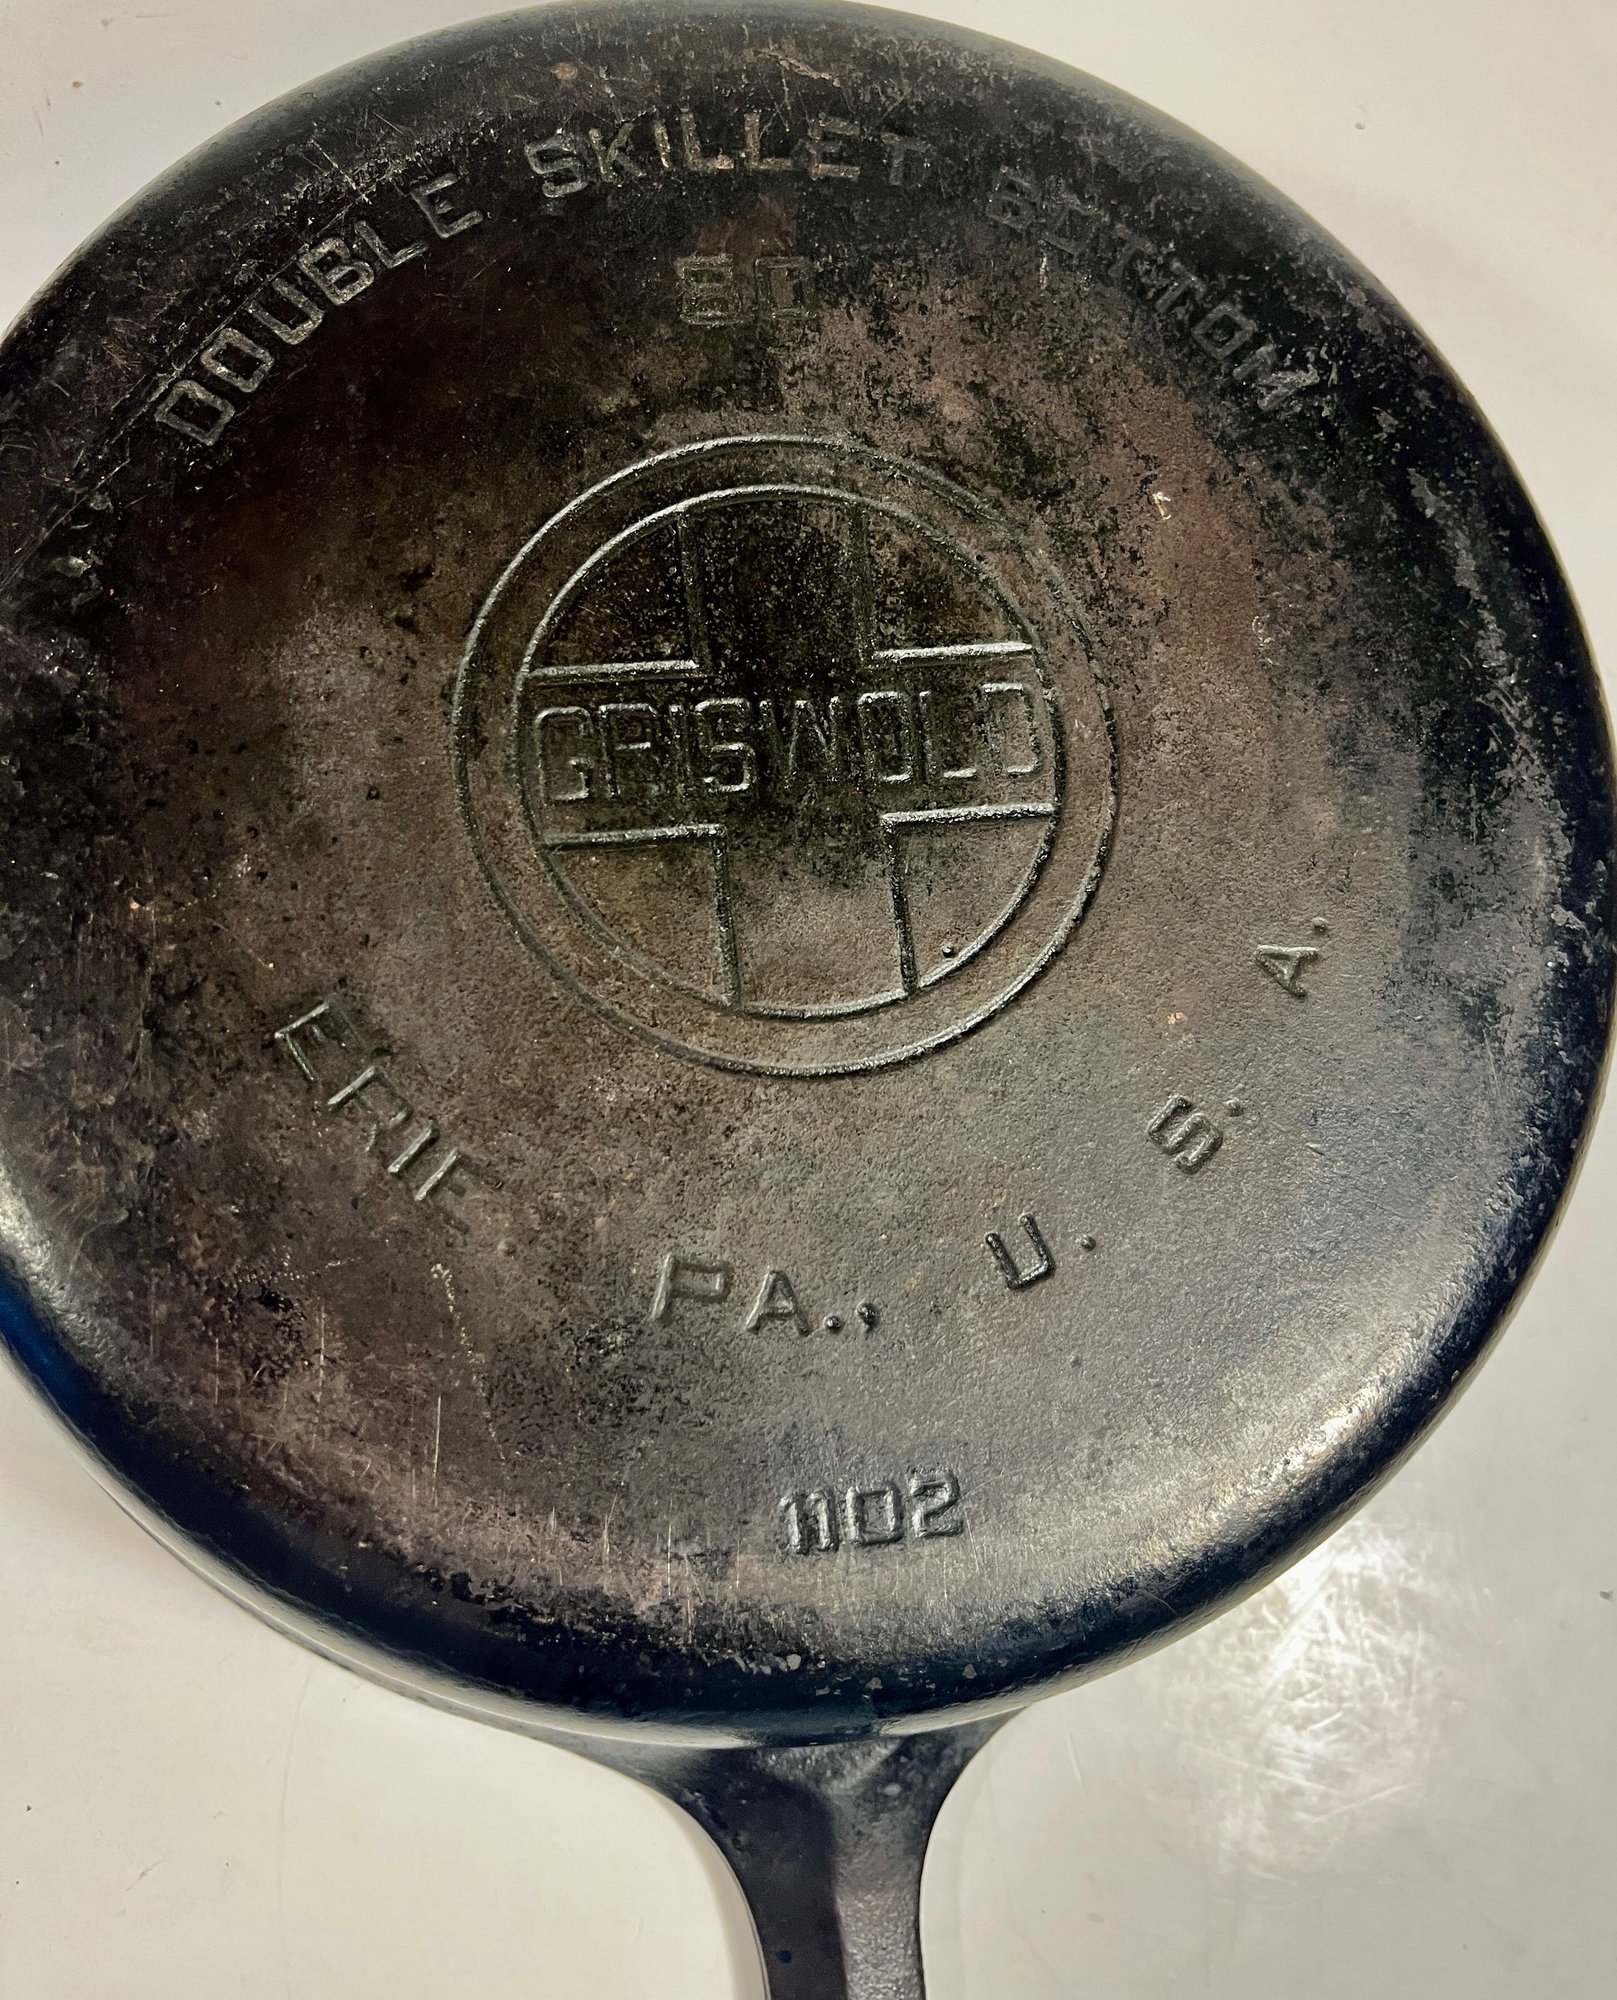 DOUBLE SKILLET BOTTOM
80
GRISWOLD
ERIE PA., U. S. A.
1102